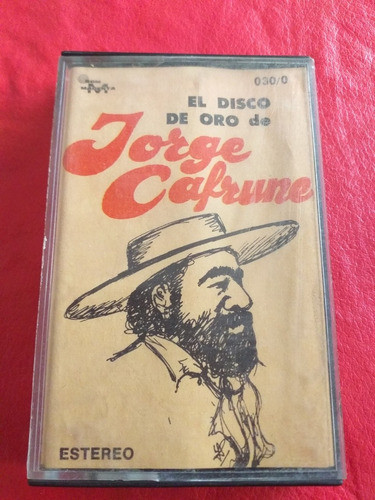 030/0
EL DISCO
DE ORO de
Jorge
Cafrune
ESTEREO